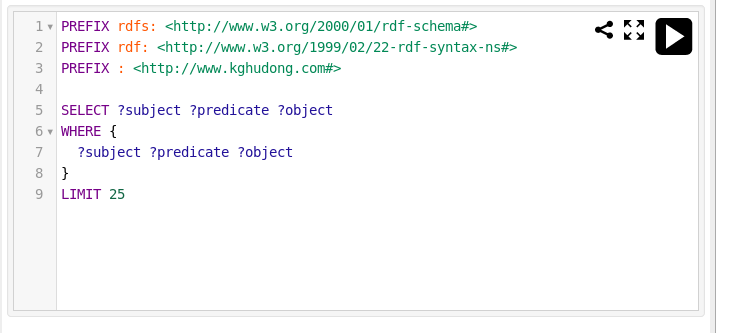 1 PREFIX rdfs: <http://www.w3.org/2000/01/rdf-schema#>
2 PREFIX rdf: <http://www.w3.org/1999/02/22-rdf-syntax-ns#>
3 PREFIX : <http://www.kghudong.com#>
4
5 SELECT ?subject ?predicate ?object
6 WHERE {
7   ?subject ?predicate ?object
8 }
9 LIMIT 25